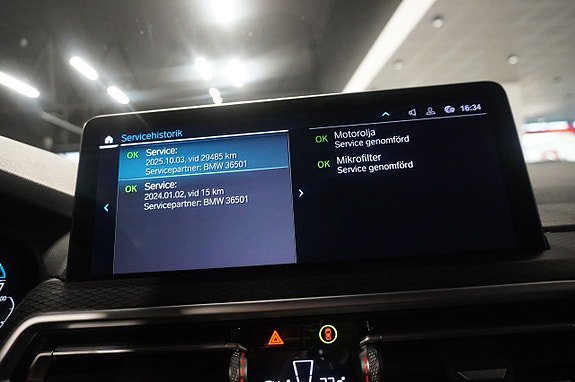 16:34
Servicehistorik
OK Service:
2025.10.03, vid 29485 km
Servicepartner: BMW 36501
OK Service:
2024.01.02, vid 15 km
Servicepartner: BMW 36501
OK Motorolja
Service genomförd
OK Mikrofilter
Service genomförd